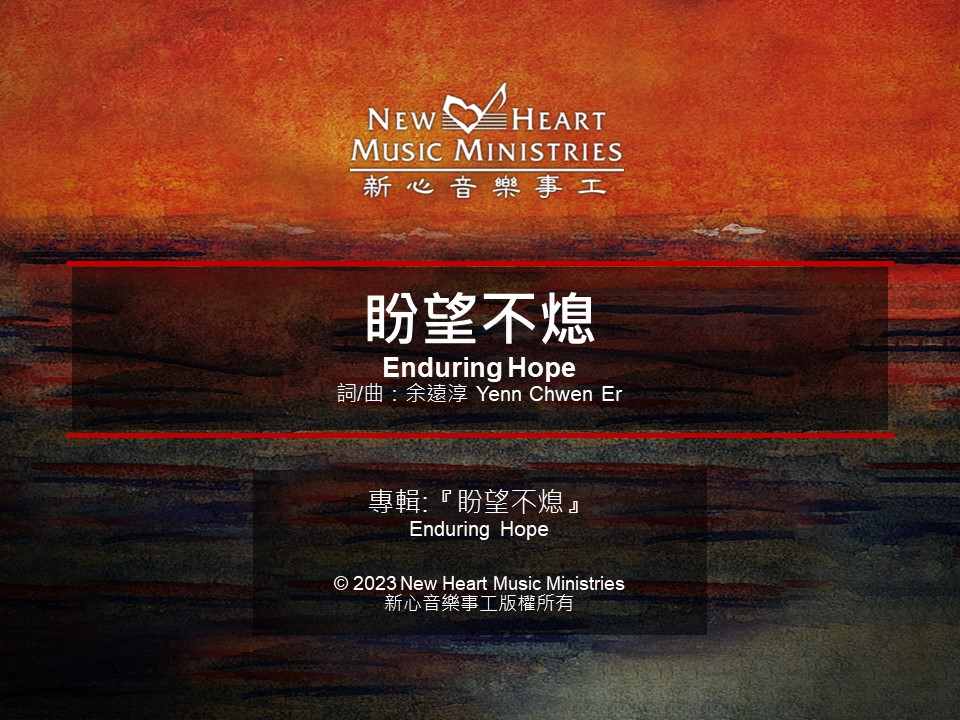 NEW HEART
MUSIC MINISTRIES
新心音樂事工
盼望不熄
Enduring Hope
詞/曲：余遠淳 Yenn Chwen Er
專輯:『盼望不熄』
Enduring Hope
© 2023 New Heart Music Ministries
新心音樂事工版權所有